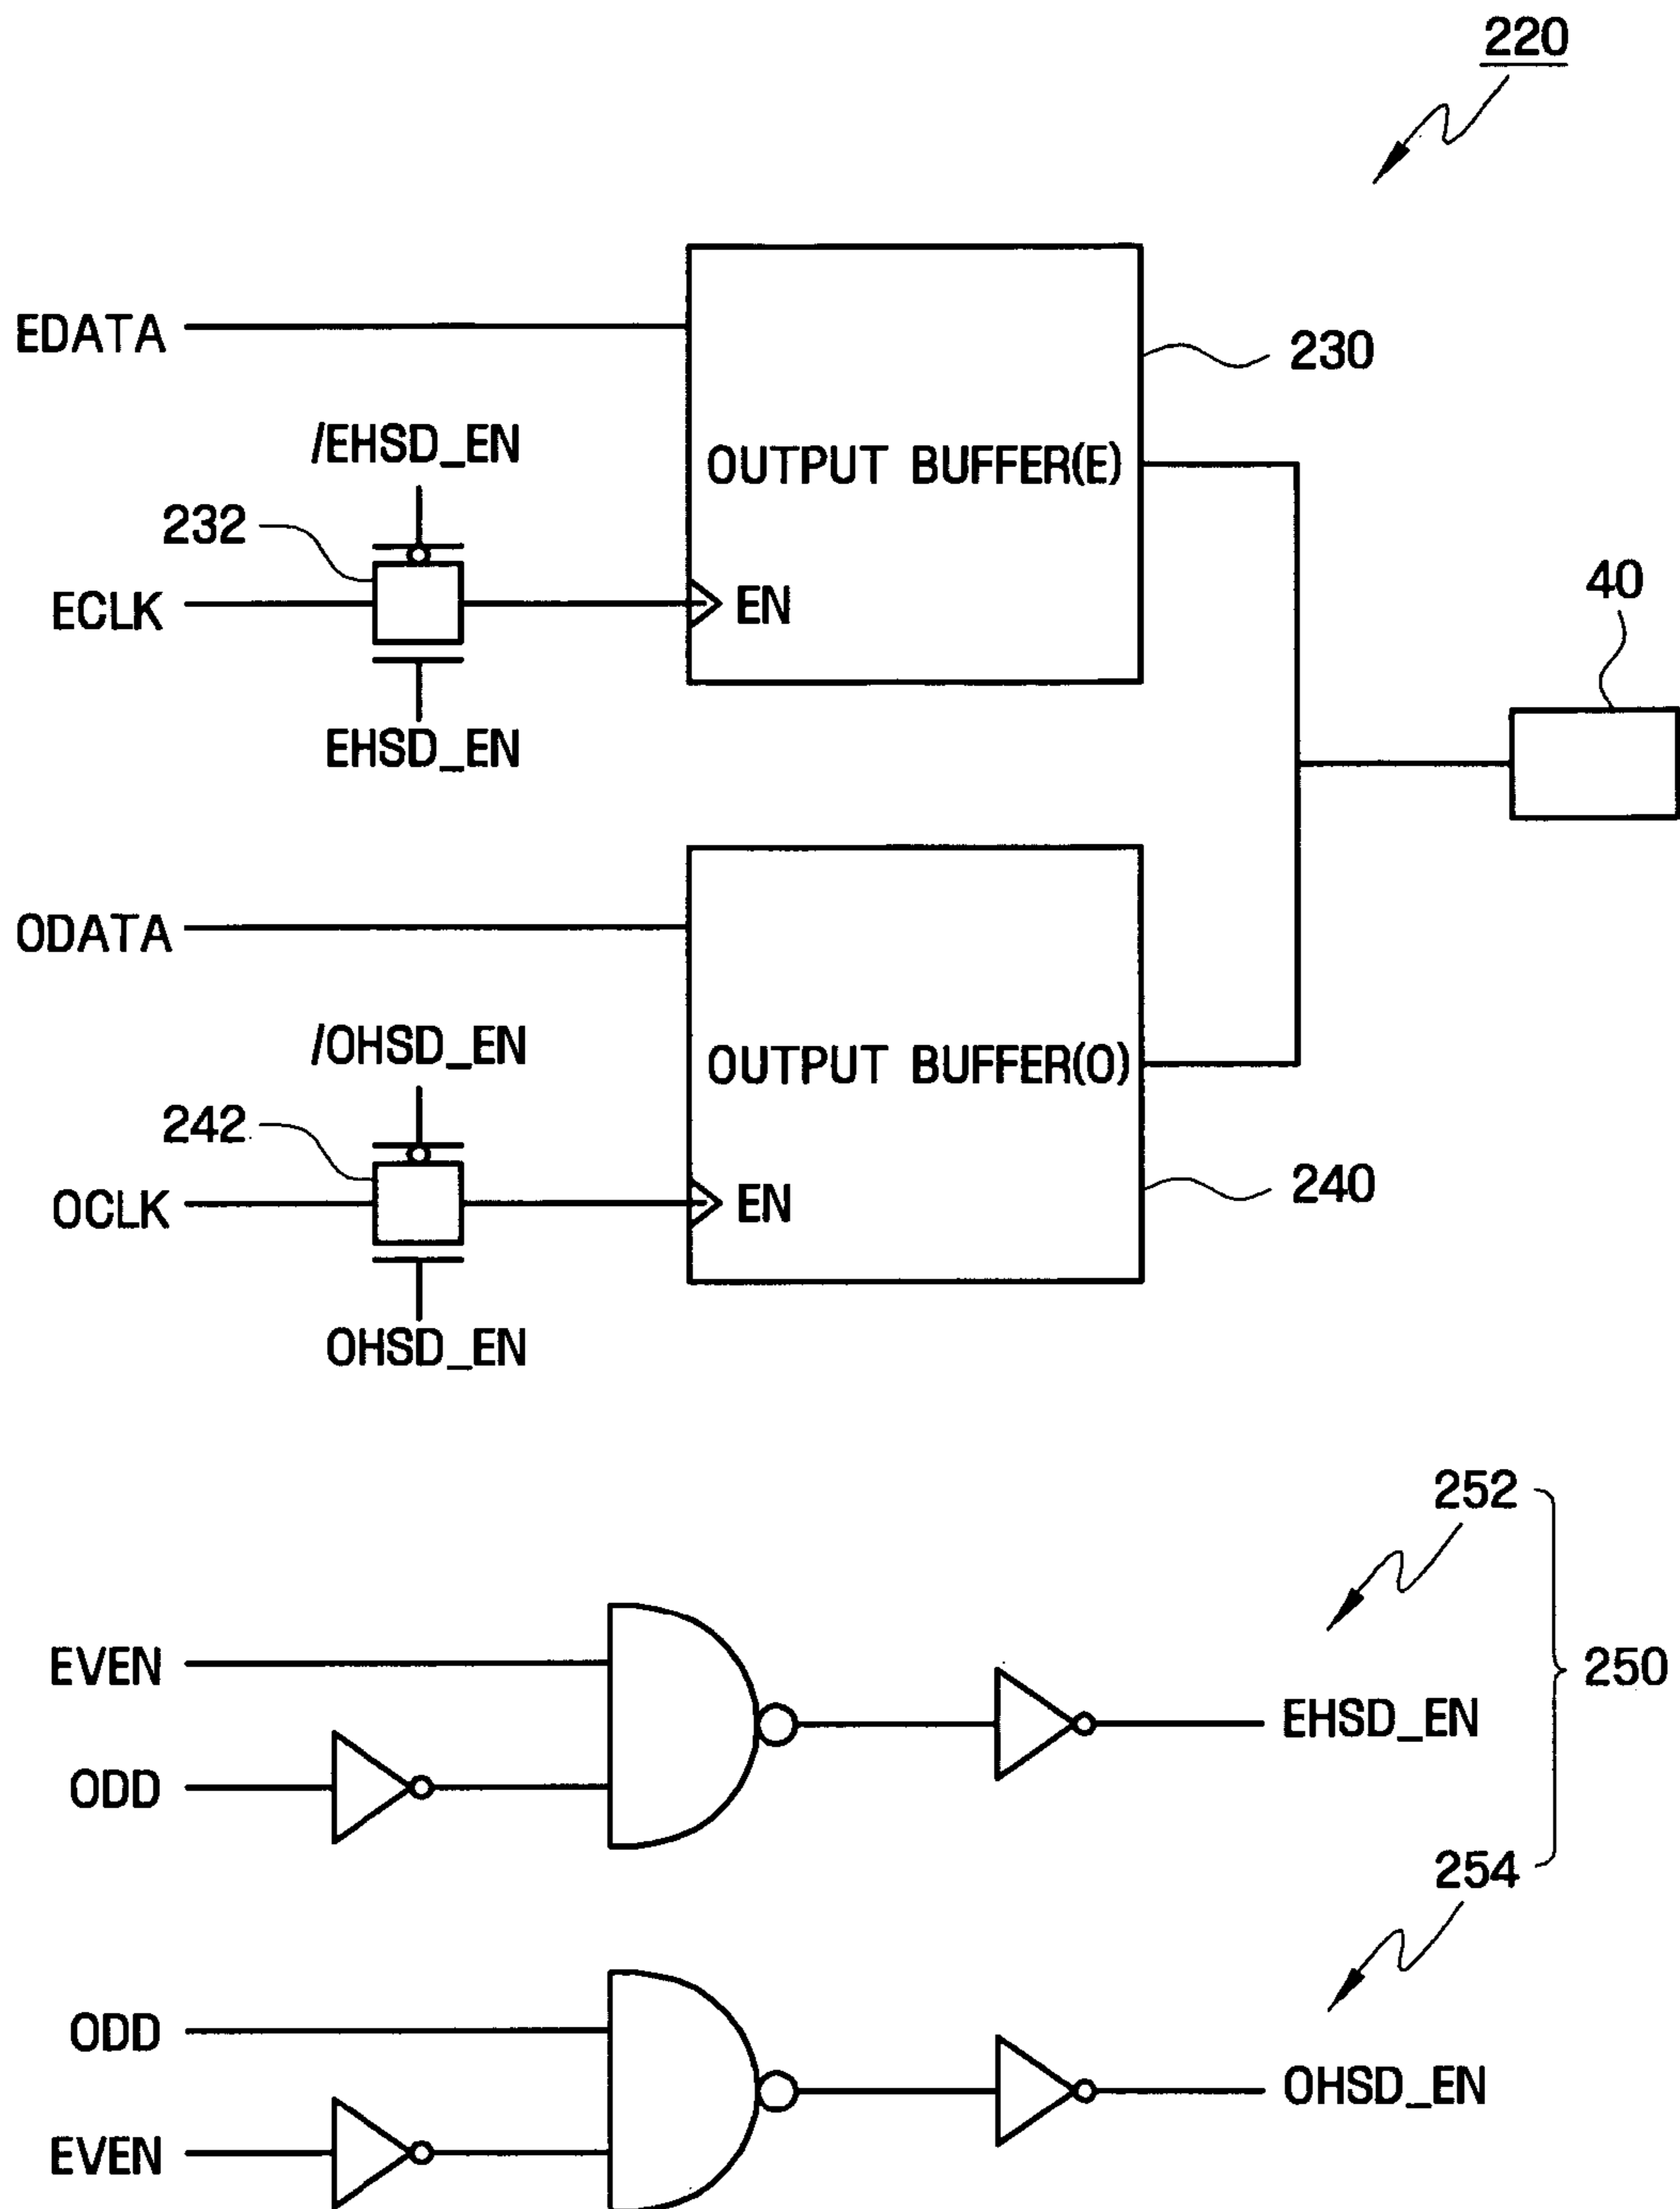 220
EDATA
230
/EHSD_EN
OUTPUT BUFFER(E)
232
ECLK
EN
40
EHSD_EN
ODATA
/OHSD_EN
OUTPUT BUFFER(O)
242
OCLK
EN
240
OHSD_EN
252
EVEN
250
EHSD_EN
ODD
254
ODD
OHSD_EN
EVEN